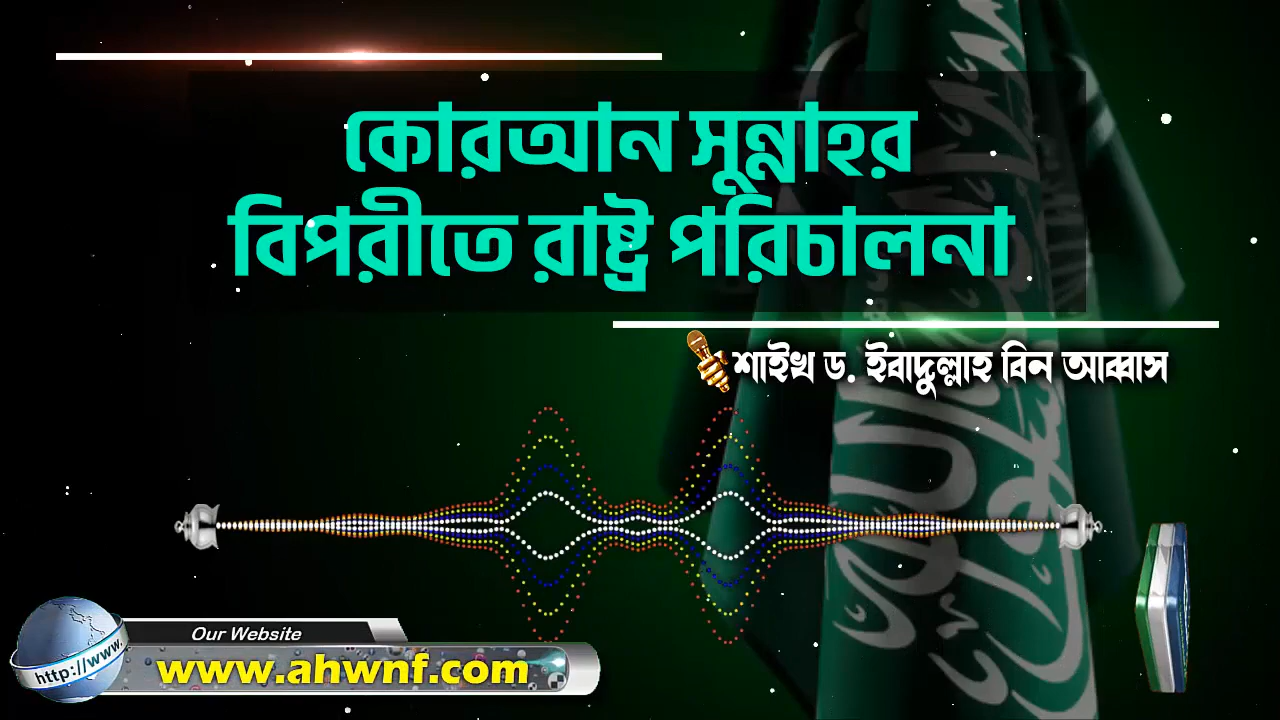 কোরআন সুন্নাহর
বিপরীতে রাষ্ট্র পরিচালনা
শাইখ ড. ইবাদুল্লাহ বিন আব্বাস
Our Website
http://www.
www.ahwnf.com